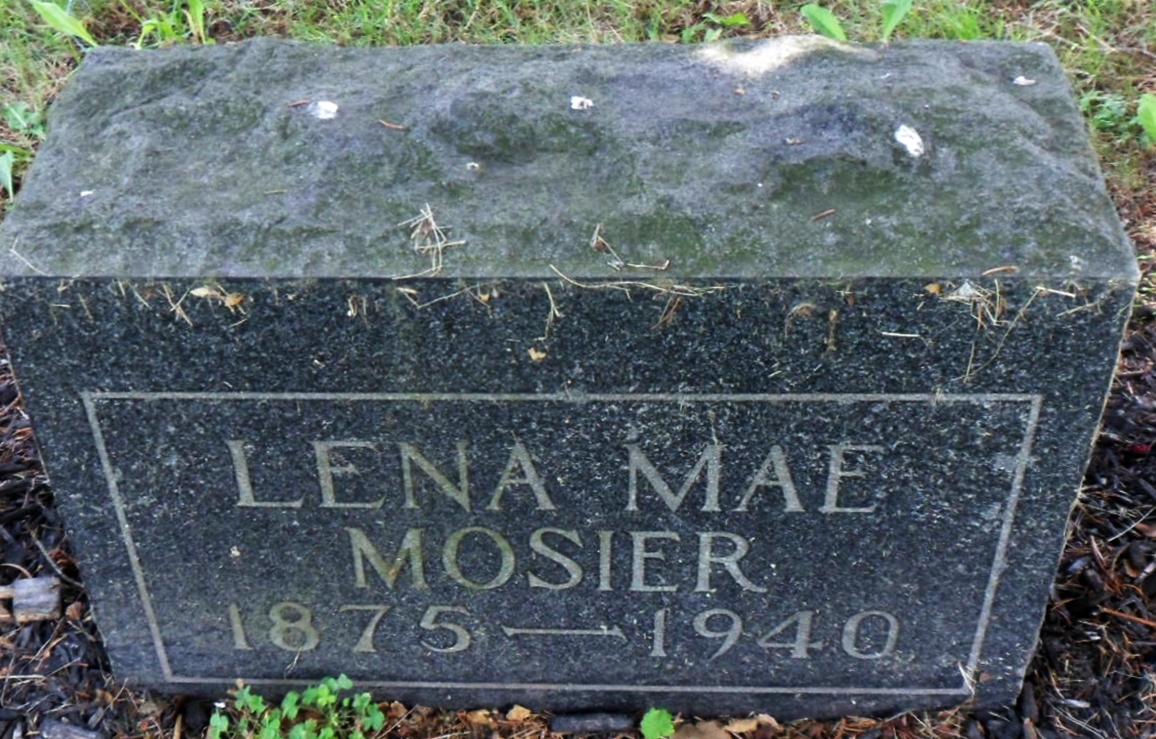 LENA MAE
MOSIER
1875 — 1940